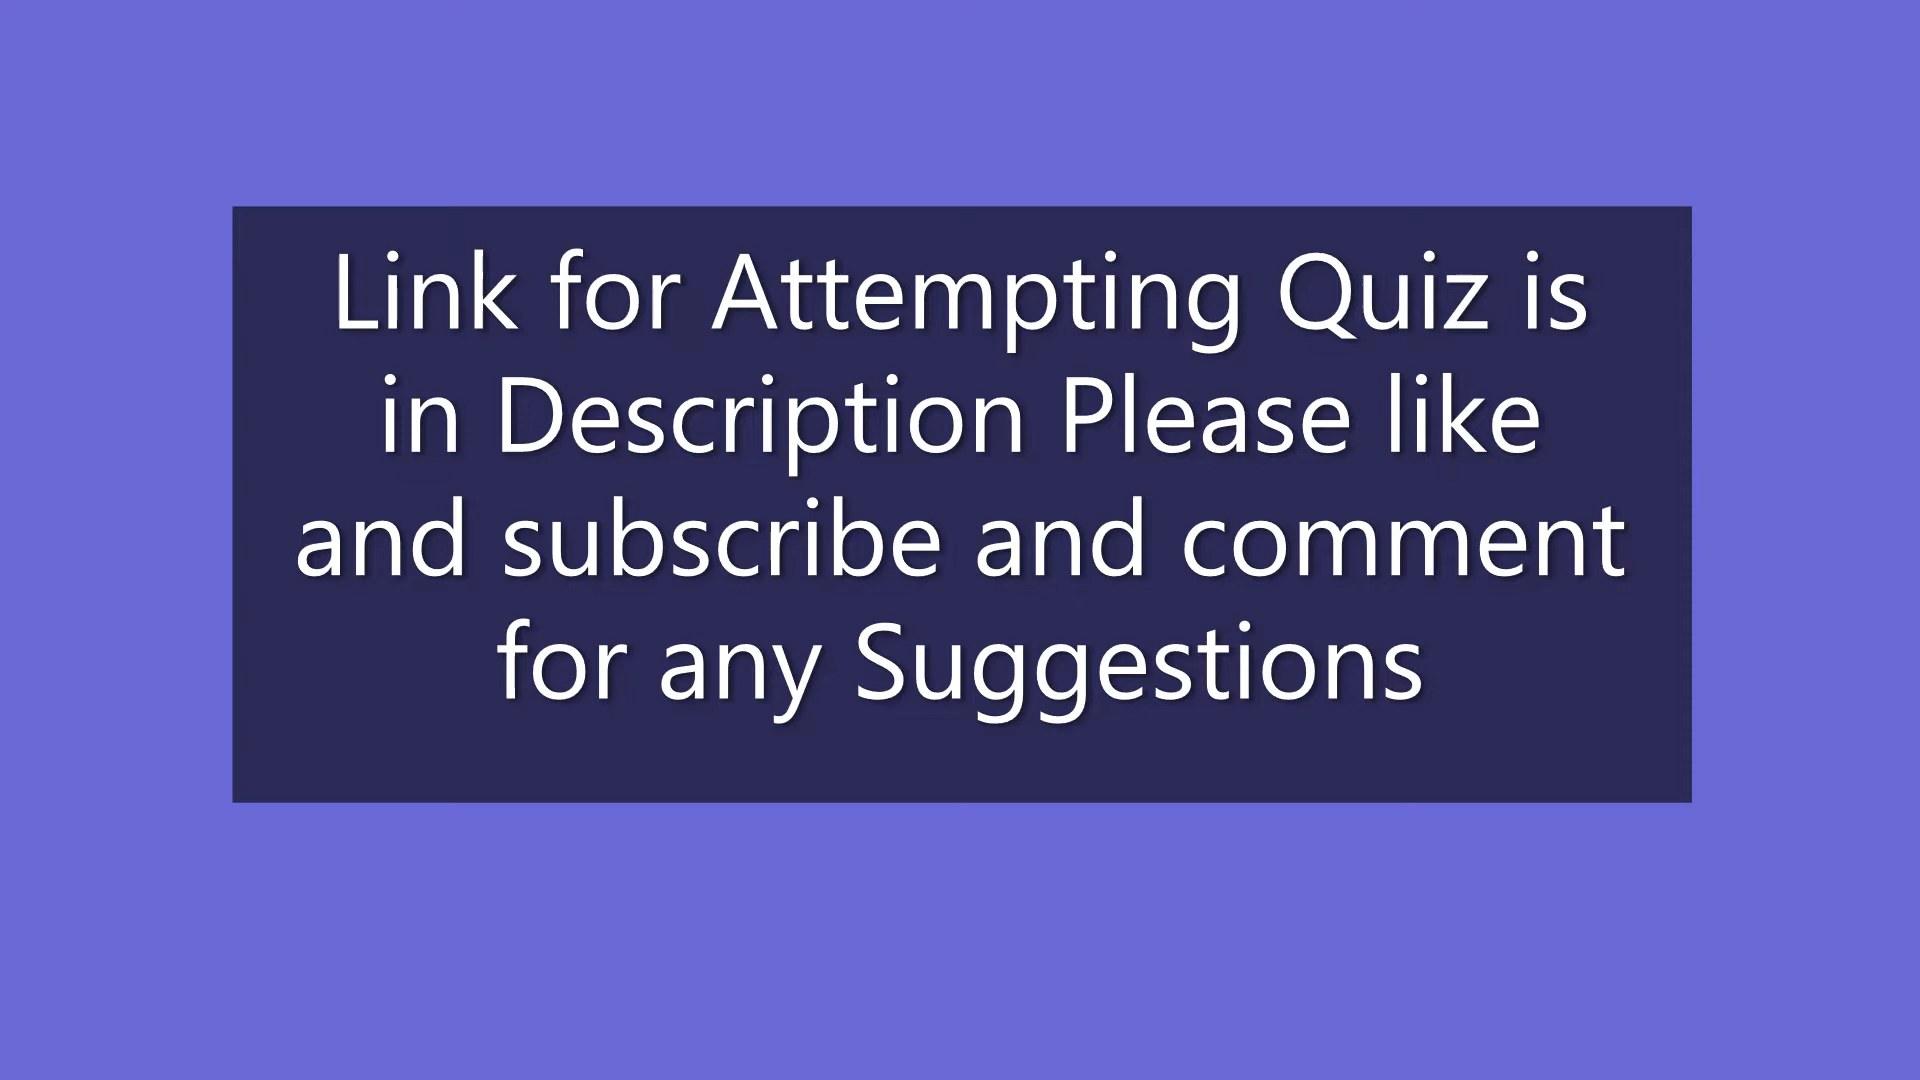 Link for Attempting Quiz is
in Description Please like
and subscribe and comment
for any Suggestions